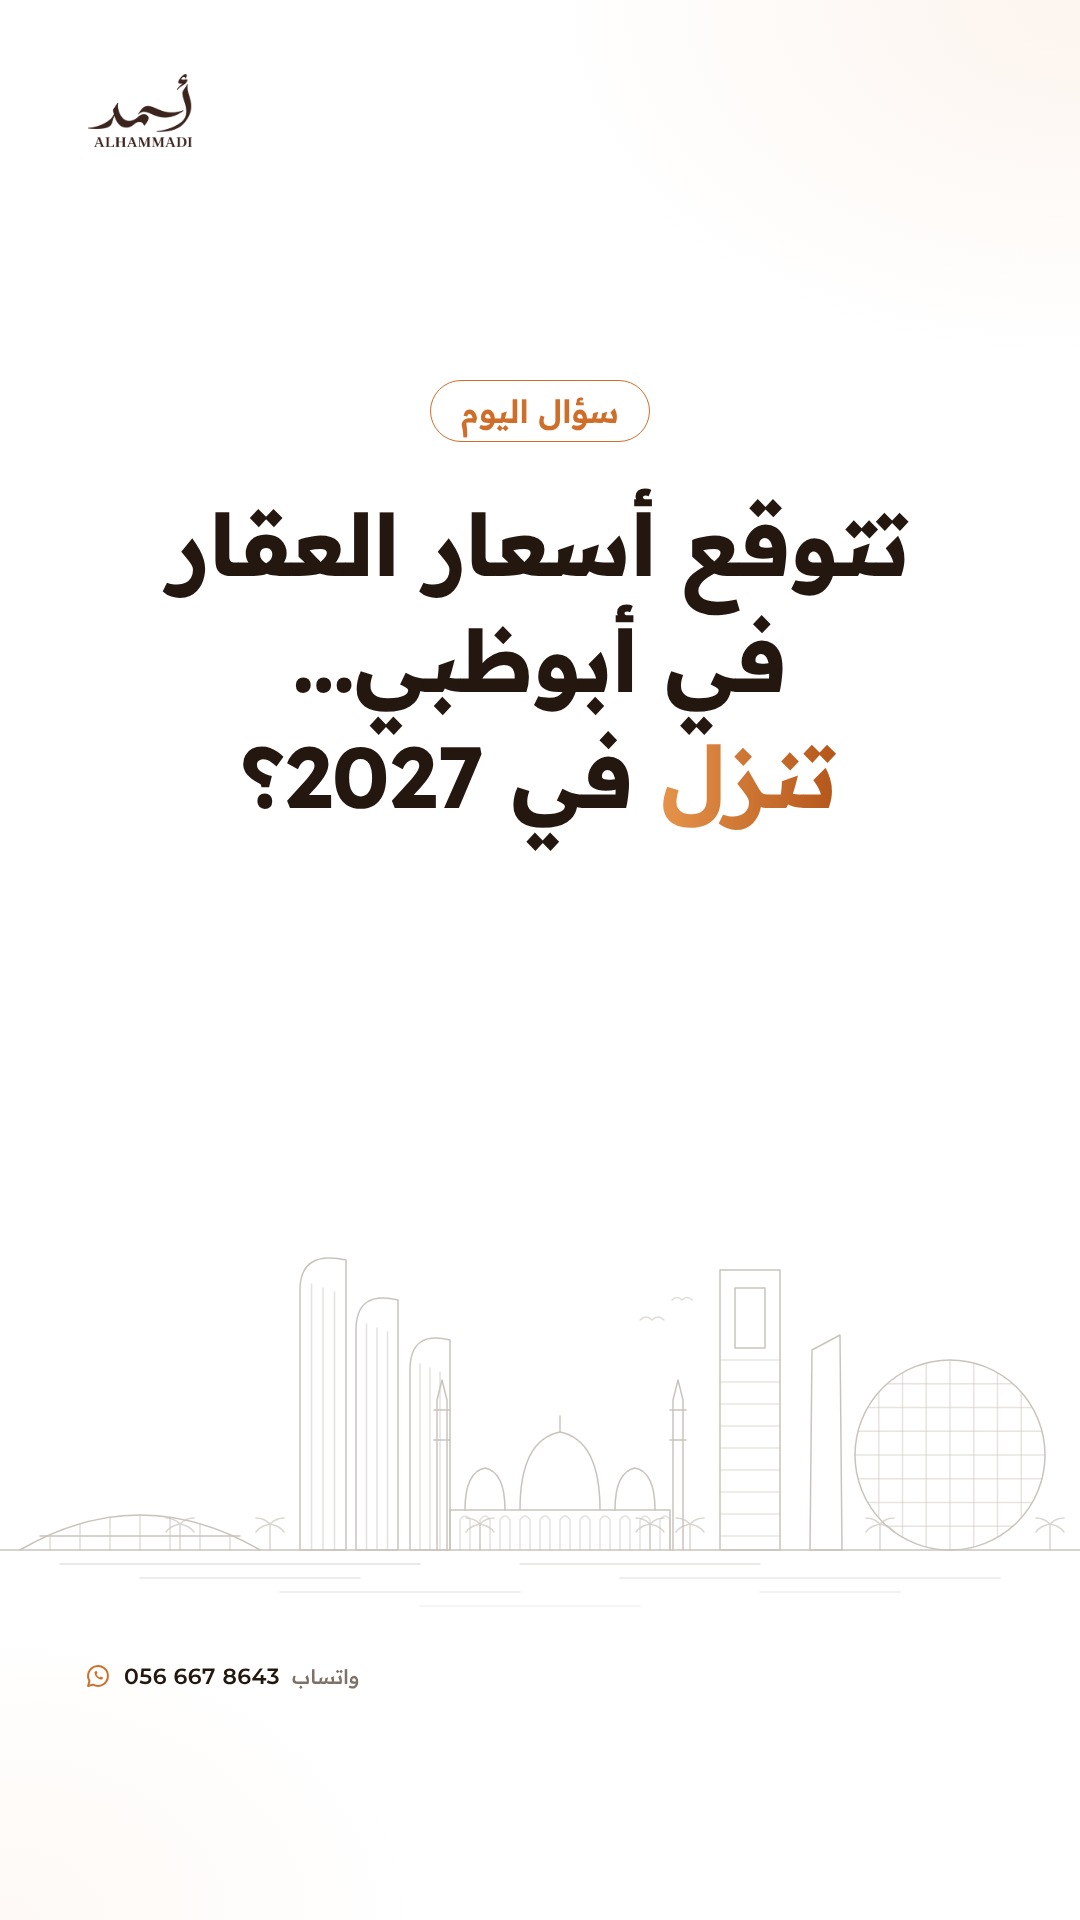 أحمد
ALHAMMADI
سؤال اليوم
تتوقع أسعار العقار
في أبوظبي...
تنزل في 2027؟
056 667 8643 واتساب